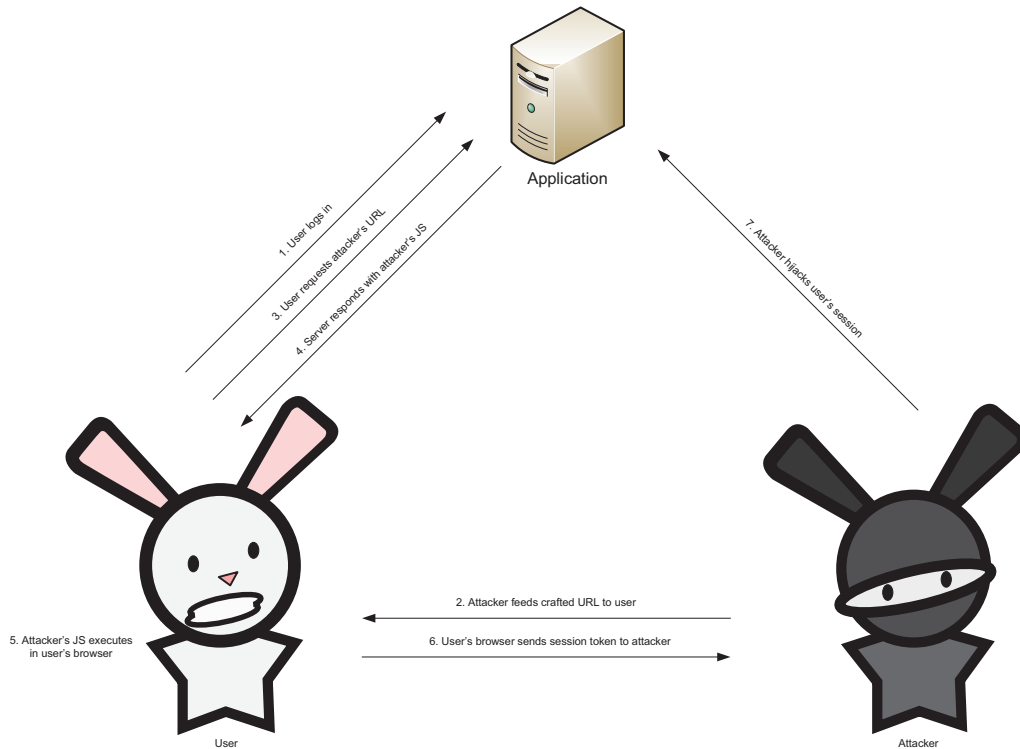 Application
1. User logs in
3. User requests attacker's URL
4. Server responds with attacker's JS
7. Attacker hijacks user's session
2. Attacker feeds crafted URL to user
5. Attacker's JS executes
in user's browser
6. User's browser sends session token to attacker
User
Attacker